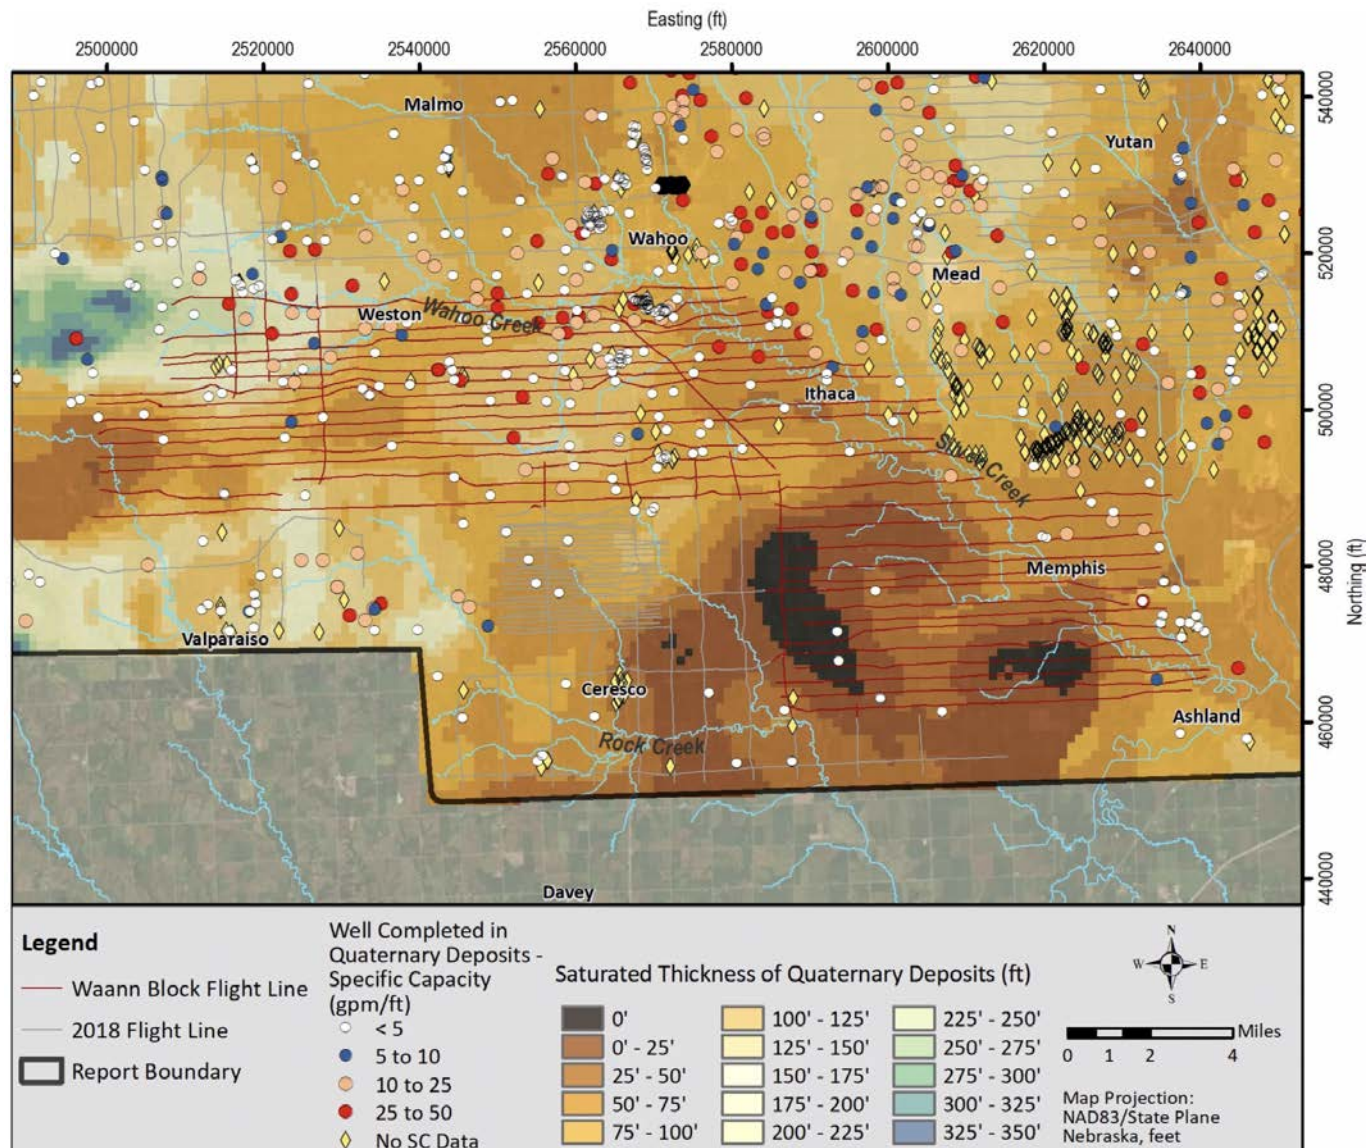 Easting (ft)
2500000 2520000 2540000 2560000 2580000 2600000 2620000 2640000
540000
Malmo
Yutan
Wahoo
520000
Mead
Weston
Wahoo Creek
Ithaca
500000
Silver Creek
Northing (ft)
480000
Memphis
Valparaiso
Ceresco
Ashland
460000
Rock Creek
440000
Davey
Legend
Waann Block Flight Line
2018 Flight Line
Report Boundary
Well Completed in
Quaternary Deposits -
Specific Capacity
(gpm/ft)
< 5
5 to 10
10 to 25
25 to 50
No SC Data
Saturated Thickness of Quaternary Deposits (ft)
0' 100' - 125' 225' - 250'
0' - 25' 125' - 150' 250' - 275'
25' - 50' 150' - 175' 275' - 300'
50' - 75' 175' - 200' 300' - 325'
75' - 100' 200' - 225' 325' - 350'
N
W E
S
Miles
0 1 2 4
Map Projection:
NAD83/State Plane
Nebraska, feet